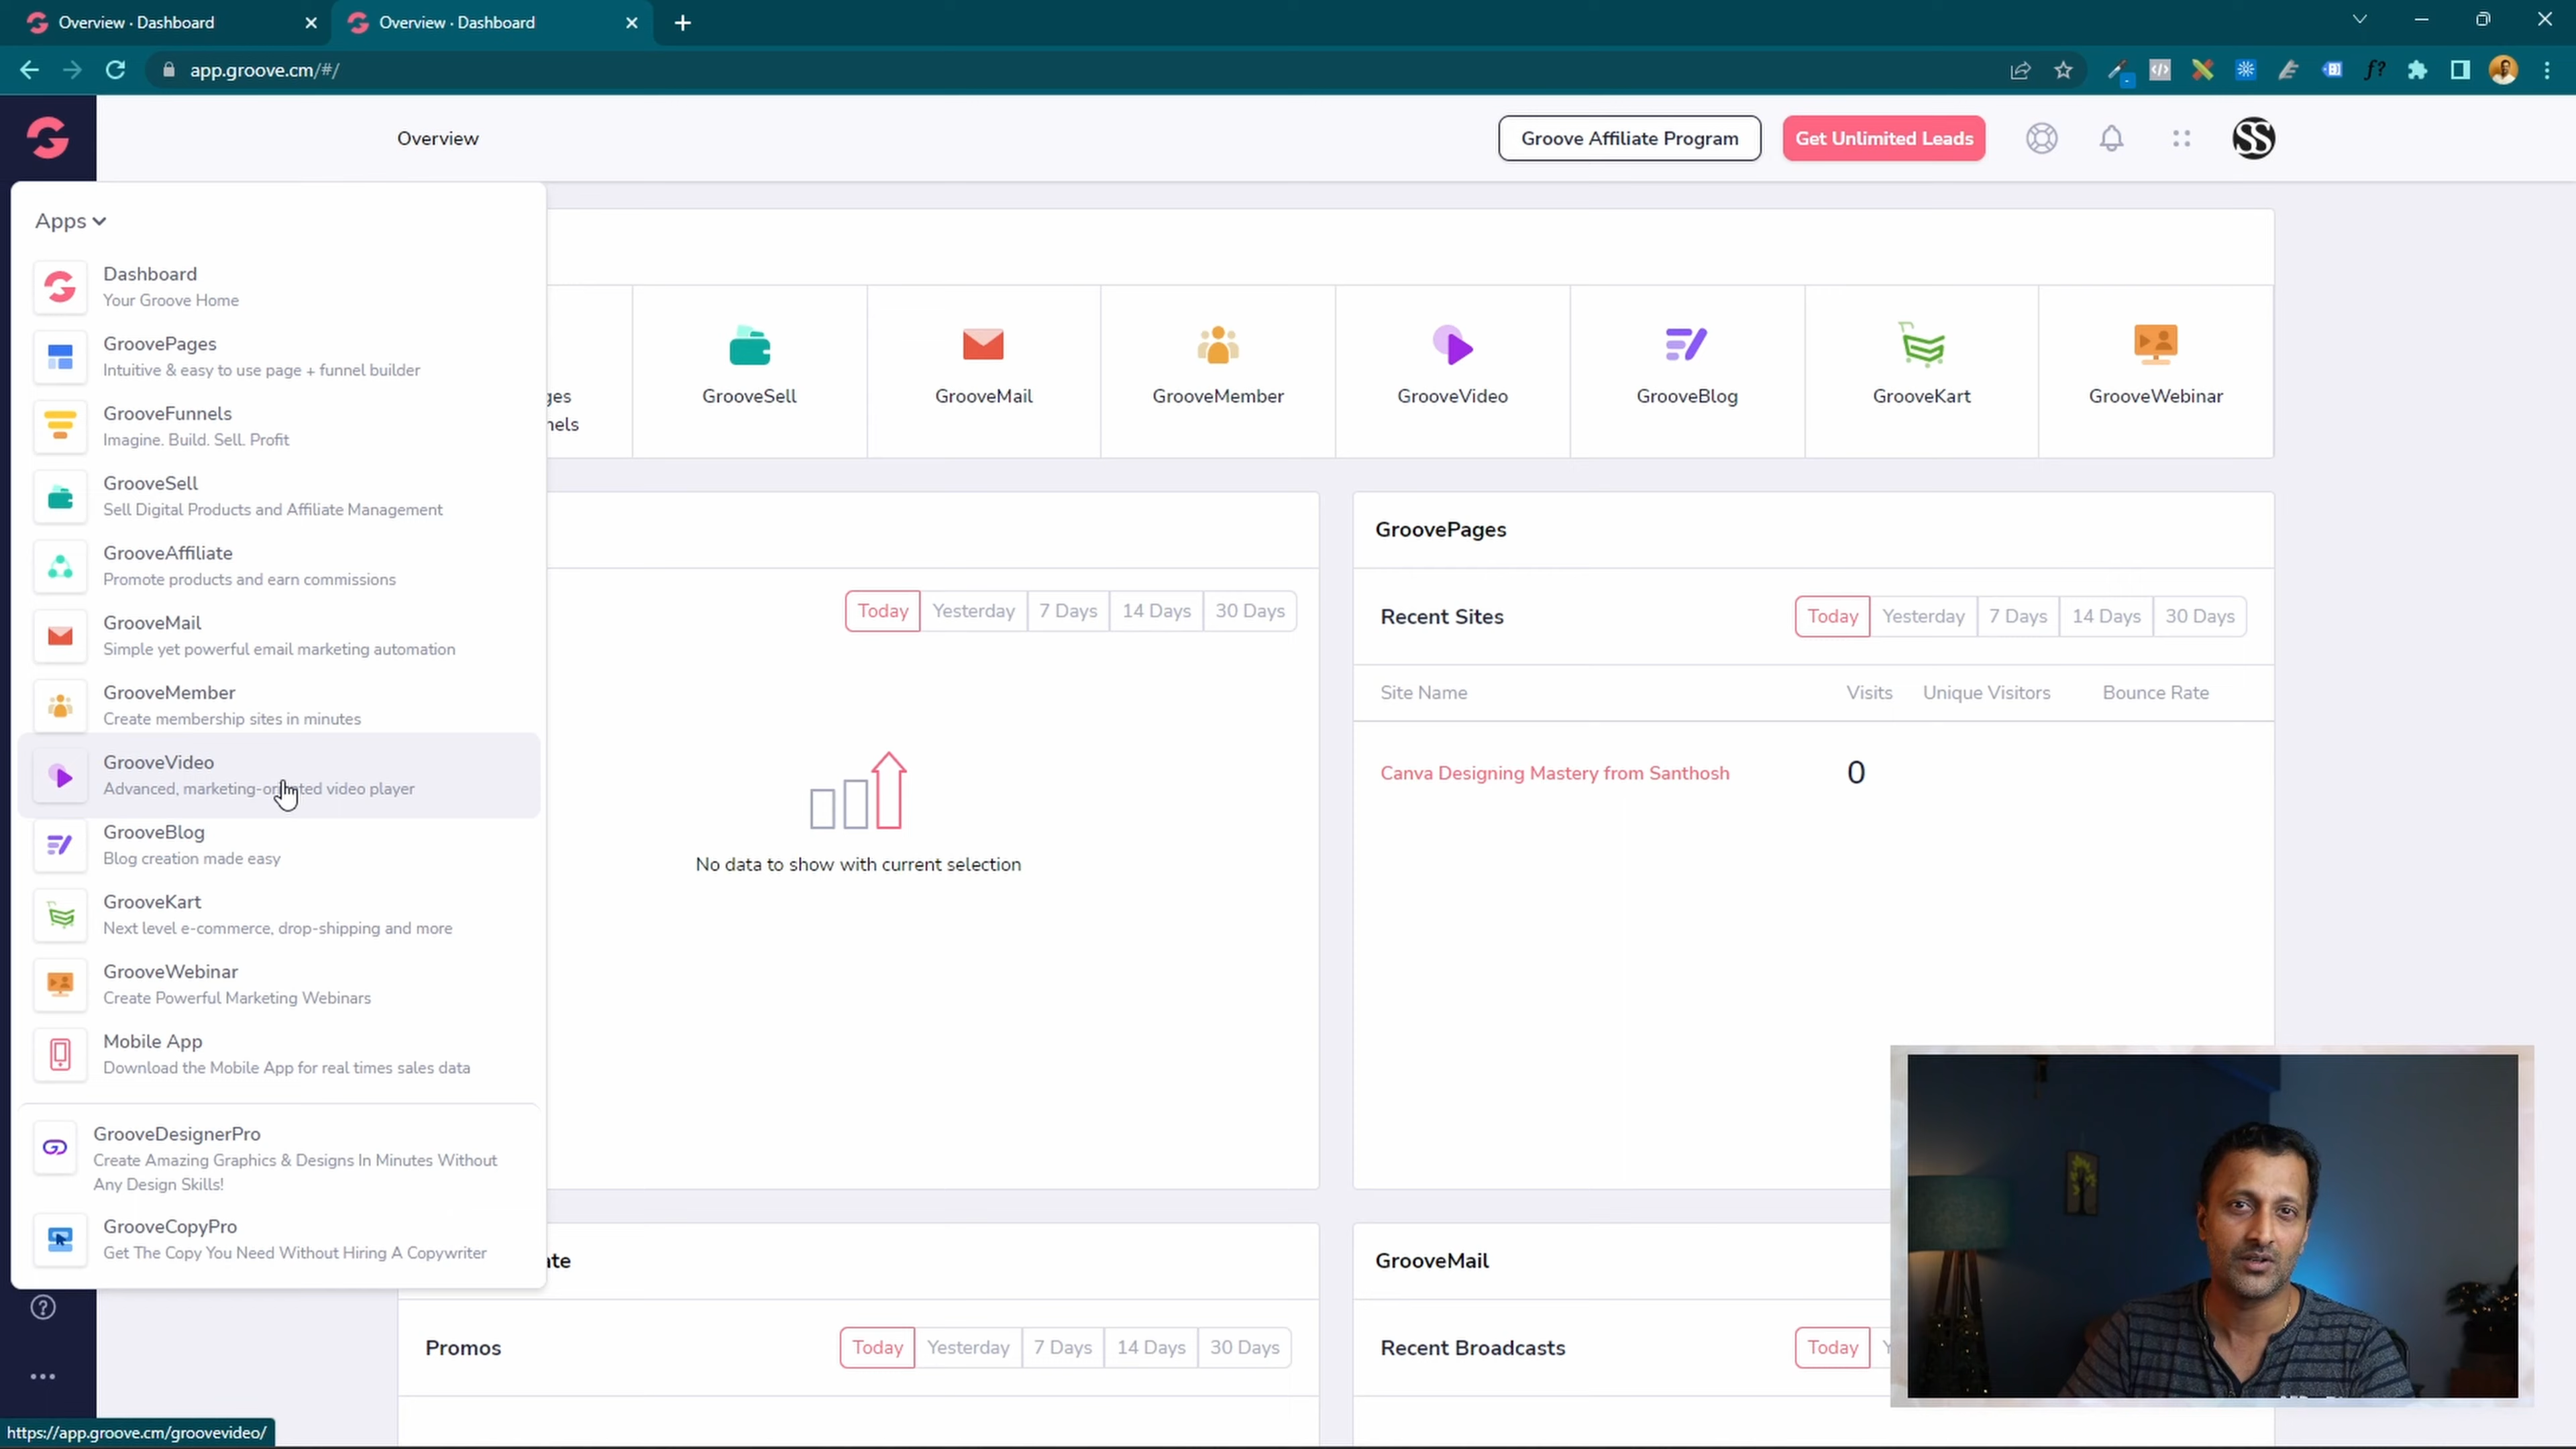 Overview · Dashboard
Overview · Dashboard
app.groove.cm/#/
Overview
Groove Affiliate Program
Get Unlimited Leads
SS
Apps
Dashboard
Your Groove Home
GroovePages
Intuitive & easy to use page + funnel builder
GrooveFunnels
Imagine. Build. Sell. Profit
GrooveSell
Sell Digital Products and Affiliate Management
GrooveAffiliate
Promote products and earn commissions
GrooveMail
Simple yet powerful email marketing automation
GrooveMember
Create membership sites in minutes
GrooveVideo
Advanced, marketing-oriented video player
GrooveBlog
Blog creation made easy
GrooveKart
Next level e-commerce, drop-shipping and more
GrooveWebinar
Create Powerful Marketing Webinars
Mobile App
Download the Mobile App for real times sales data
GrooveDesignerPro
Create Amazing Graphics & Designs In Minutes Without
Any Design Skills!
GrooveCopyPro
Get The Copy You Need Without Hiring A Copywriter
ges
nels
GrooveSell
GrooveMail
GrooveMember
GrooveVideo
GrooveBlog
GrooveKart
GrooveWebinar
Today Yesterday 7 Days 14 Days 30 Days
No data to show with current selection
GroovePages
Recent Sites
Today Yesterday 7 Days 14 Days 30 Days
Site Name Visits Unique Visitors Bounce Rate
Canva Designing Mastery from Santhosh 0
ate
Promos
Today Yesterday 7 Days 14 Days 30 Days
GrooveMail
Recent Broadcasts
Today Y
https://app.groove.cm/groovevideo/